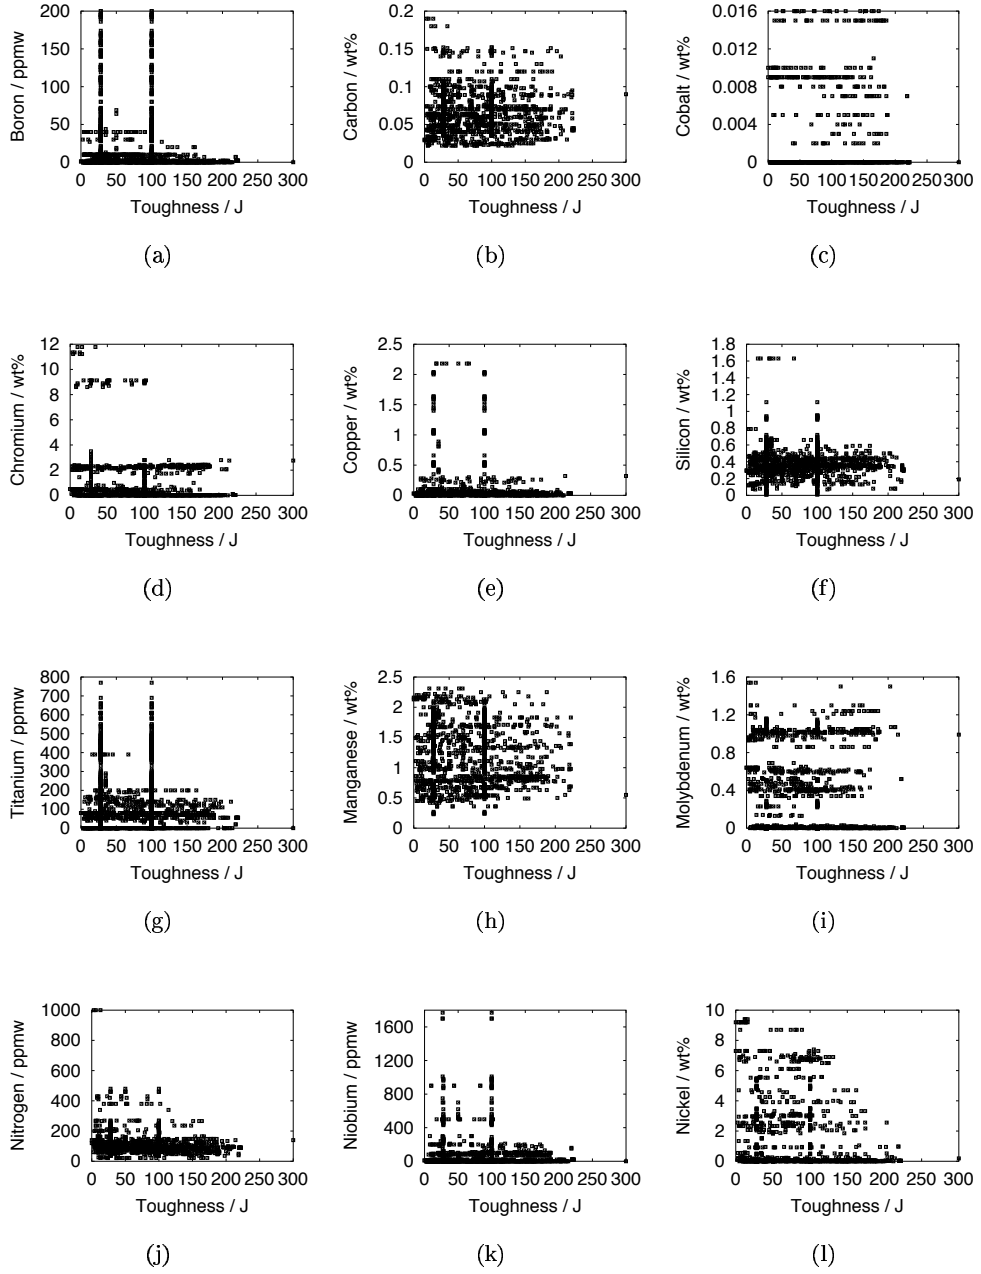 200
150
100
50
0
Boron / ppmw
0 50 100 150 200 250 300
Toughness / J
(a)
0.2
0.15
0.1
0.05
0
Carbon / wt%
0 50 100 150 200 250 300
Toughness / J
(b)
0.016
0.012
0.008
0.004
0
Cobalt / wt%
0 50 100 150 200 250 300
Toughness / J
(c)
12
10
8
6
4
2
0
Chromium / wt%
0 50 100 150 200 250 300
Toughness / J
(d)
2.5
2
1.5
1
0.5
0
Copper / wt%
0 50 100 150 200 250 300
Toughness / J
(e)
1.8
1.6
1.4
1.2
1
0.8
0.6
0.4
0.2
0
Silicon / wt%
0 50 100 150 200 250 300
Toughness / J
(f)
800
700
600
500
400
300
200
100
0
Titanium / ppmw
0 50 100 150 200 250 300
Toughness / J
(g)
2.5
2
1.5
1
0.5
0
Manganese / wt%
0 50 100 150 200 250 300
Toughness / J
(h)
1.6
1.2
0.8
0.4
0
Molybdenum / wt%
0 50 100 150 200 250 300
Toughness / J
(i)
1000
800
600
400
200
0
Nitrogen / ppmw
0 50 100 150 200 250 300
Toughness / J
(j)
1600
1200
800
400
0
Niobium / ppmw
0 50 100 150 200 250 300
Toughness / J
(k)
10
8
6
4
2
0
Nickel / wt%
0 50 100 150 200 250 300
Toughness / J
(l)